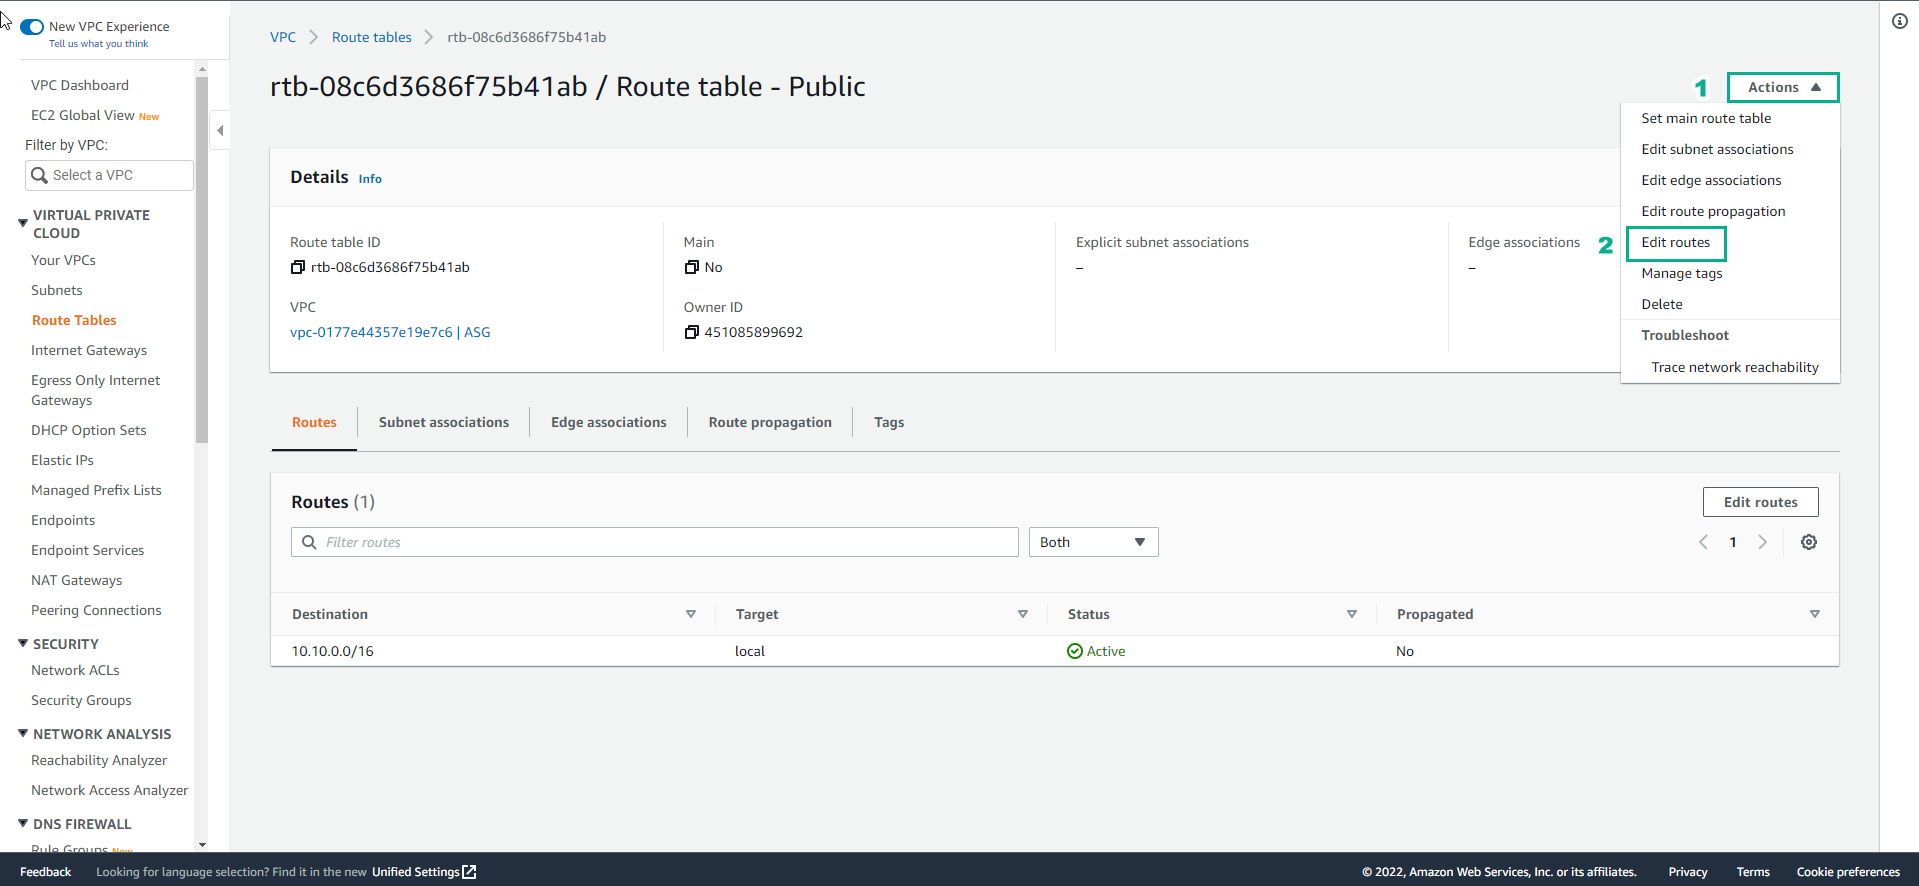 New VPC Experience
Tell us what you think
VPC Dashboard
EC2 Global View New
Filter by VPC:
Select a VPC
VIRTUAL PRIVATE
CLOUD
Your VPCs
Subnets
Route Tables
Internet Gateways
Egress Only Internet
Gateways
DHCP Option Sets
Elastic IPs
Managed Prefix Lists
Endpoints
Endpoint Services
NAT Gateways
Peering Connections
SECURITY
Network ACLs
Security Groups
NETWORK ANALYSIS
Reachability Analyzer
Network Access Analyzer
DNS FIREWALL
Rule Groups New
VPC Route tables rtb-08c6d3686f75b41ab
rtb-08c6d3686f75b41ab / Route table - Public
1 Actions
Set main route table
Edit subnet associations
Edit edge associations
Edit route propagation
2 Edit routes
Manage tags
Delete
Troubleshoot
Trace network reachability
Details Info
Route table ID
rtb-08c6d3686f75b41ab
VPC
vpc-0177e44357e19e7c6 | ASG
Main
No
Owner ID
451085899692
Explicit subnet associations
–
Edge associations
–
Routes Subnet associations Edge associations Route propagation Tags
Routes (1)
Edit routes
Filter routes
Both
1
Destination Target Status Propagated
10.10.0.0/16 local Active No
Feedback Looking for language selection? Find it in the new Unified Settings
© 2022, Amazon Web Services, Inc. or its affiliates. Privacy Terms Cookie preferences